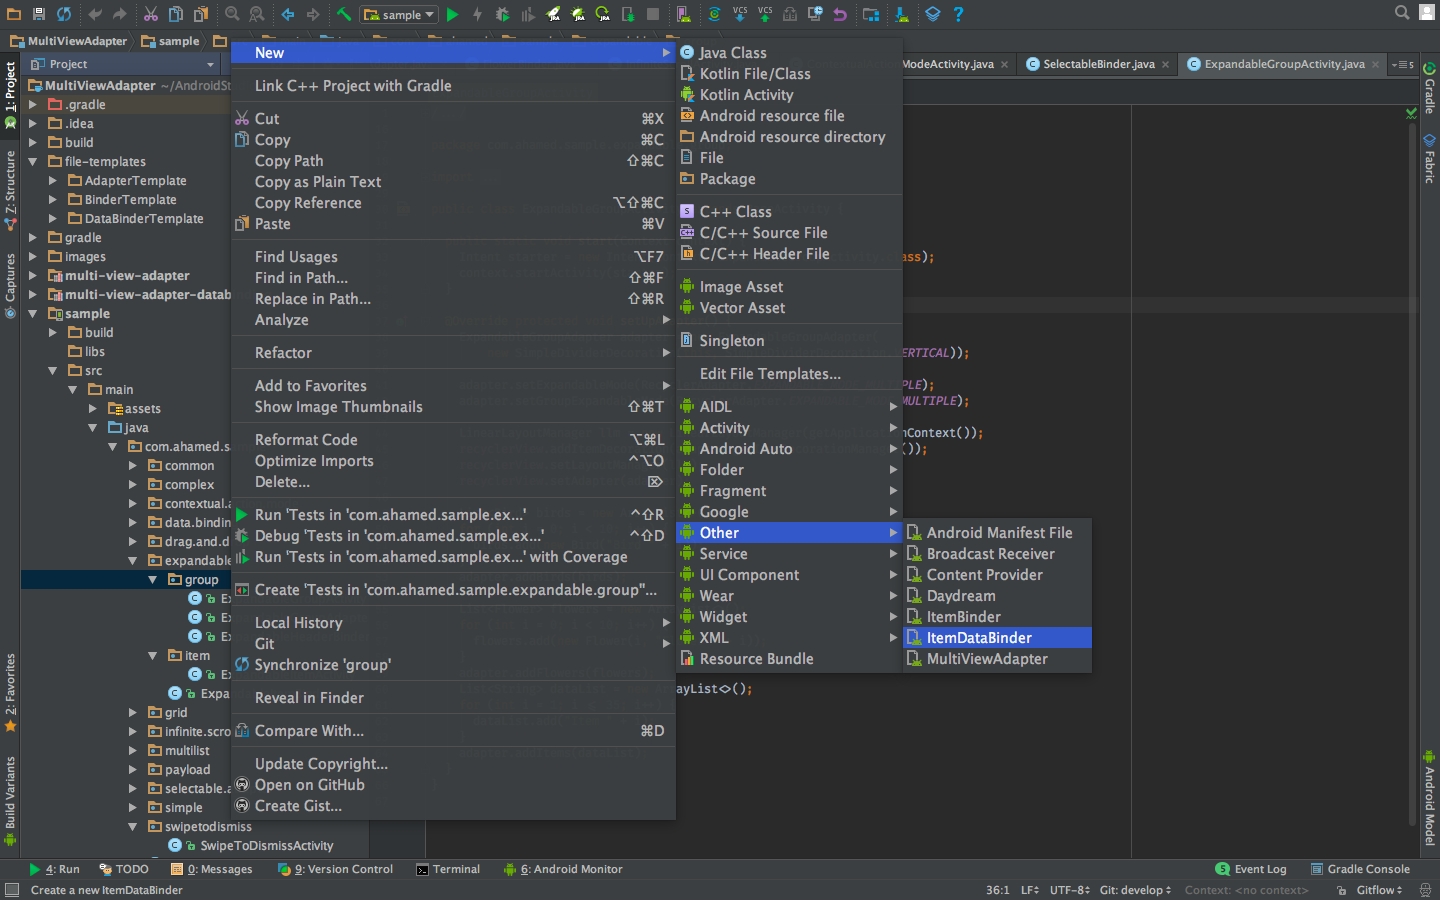 sample
VCS
VCS
MultiViewAdapter
sample
Project
ModeActivity.java
SelectableBinder.java
ExpandableGroupActivity.java
1: Project
Z: Structure
Captures
2: Favorites
Build Variants
MultiViewAdapter ~/AndroidSt
.gradle
.idea
build
file-templates
AdapterTemplate
BinderTemplate
DataBinderTemplate
gradle
images
multi-view-adapter
multi-view-adapter-datab
sample
build
libs
src
main
assets
java
com.ahamed.sa
common
complex
contextual.a
data.bindin
drag.and.d
expandable
group
Ex
Ex
Ex
item
Ex
Expa
grid
infinite.scro
multilist
payload
selectable.a
simple
swipetodismiss
SwipeToDismissActivity
New
Link C++ Project with Gradle
Cut ⌘X
Copy ⌘C
Copy Path ⇧⌘C
Copy as Plain Text
Copy Reference ⌥⇧⌘C
Paste ⌘V
Find Usages ⌥F7
Find in Path... ⇧⌘F
Replace in Path... ⇧⌘R
Analyze
Refactor
Add to Favorites
Show Image Thumbnails ⇧⌘T
Reformat Code ⌥⌘L
Optimize Imports ^⌥O
Delete... ⌦
Run 'Tests in 'com.ahamed.sample.ex...' ^⇧R
Debug 'Tests in 'com.ahamed.sample.ex...' ^⇧D
Run 'Tests in 'com.ahamed.sample.ex...' with Coverage
Create 'Tests in 'com.ahamed.sample.expandable.group''...
Local History
Git
Synchronize 'group'
Reveal in Finder
Compare With... ⌘D
Update Copyright...
Open on GitHub
Create Gist...
Java Class
Kotlin File/Class
Kotlin Activity
Android resource file
Android resource directory
File
Package
C++ Class
C/C++ Source File
C/C++ Header File
Image Asset
Vector Asset
Singleton
Edit File Templates...
AIDL
Activity
Android Auto
Folder
Fragment
Google
Other
Service
UI Component
Wear
Widget
XML
Resource Bundle
Android Manifest File
Broadcast Receiver
Content Provider
Daydream
ItemBinder
ItemDataBinder
MultiViewAdapter
ass);
ERTICAL));
PLE);
MULTIPLE);
nContext());
());
ayList<>();
Gradle
Fabric
Android Model
4: Run
TODO
0: Messages
9: Version Control
Terminal
6: Android Monitor
Event Log
Gradle Console
Create a new ItemDataBinder
36:1
LF
UTF-8
Git: develop
Context: <no context>
Gitflow